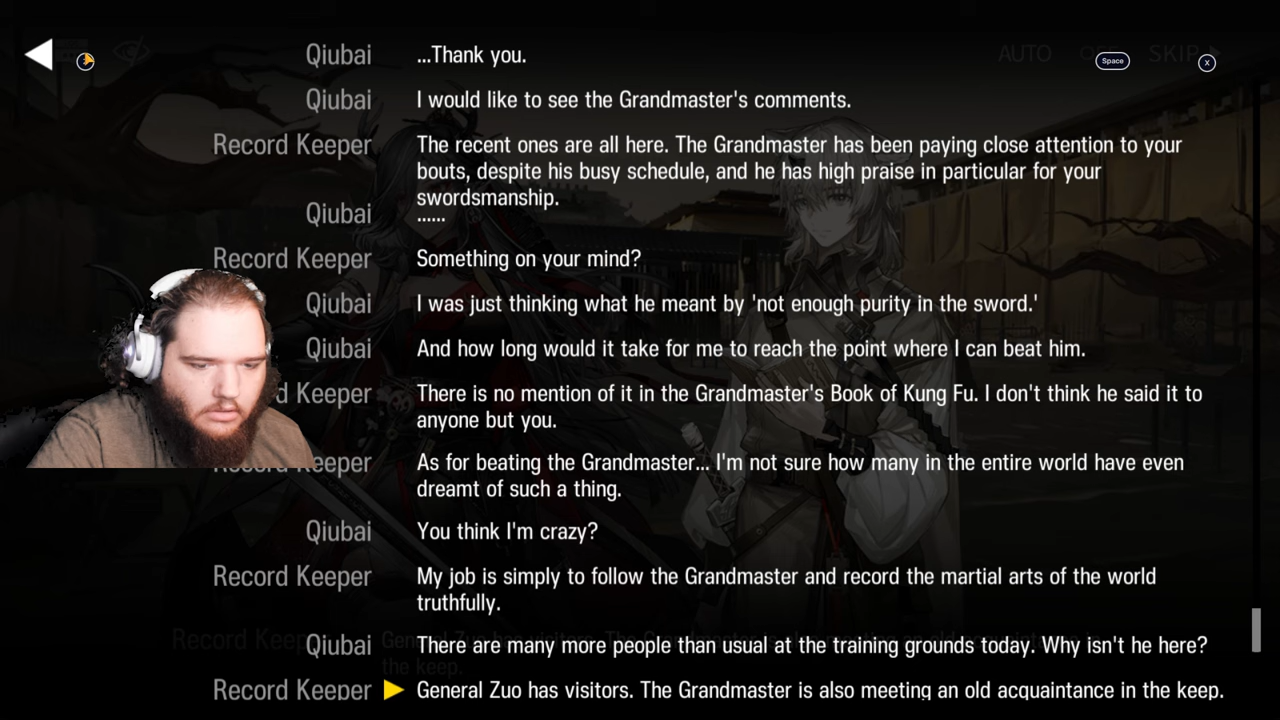 AUTO
SKIP
Space
X
Qiubai
...Thank you.
Qiubai
I would like to see the Grandmaster's comments.
Record Keeper
The recent ones are all here. The Grandmaster has been paying close attention to your
bouts, despite his busy schedule, and he has high praise in particular for your
swordsmanship.
Qiubai
......
Record Keeper
Something on your mind?
Qiubai
I was just thinking what he meant by 'not enough purity in the sword.'
Qiubai
And how long would it take for me to reach the point where I can beat him.
d Keeper
There is no mention of it in the Grandmaster's Book of Kung Fu. I don't think he said it to
anyone but you.
eeper
As for beating the Grandmaster... I'm not sure how many in the entire world have even
dreamt of such a thing.
Qiubai
You think I'm crazy?
Record Keeper
My job is simply to follow the Grandmaster and record the martial arts of the world
truthfully.
Qiubai
There are many more people than usual at the training grounds today. Why isn't he here?
the keep.
Record Keeper
General Zuo has visitors. The Grandmaster is also meeting an old acquaintance in the keep.